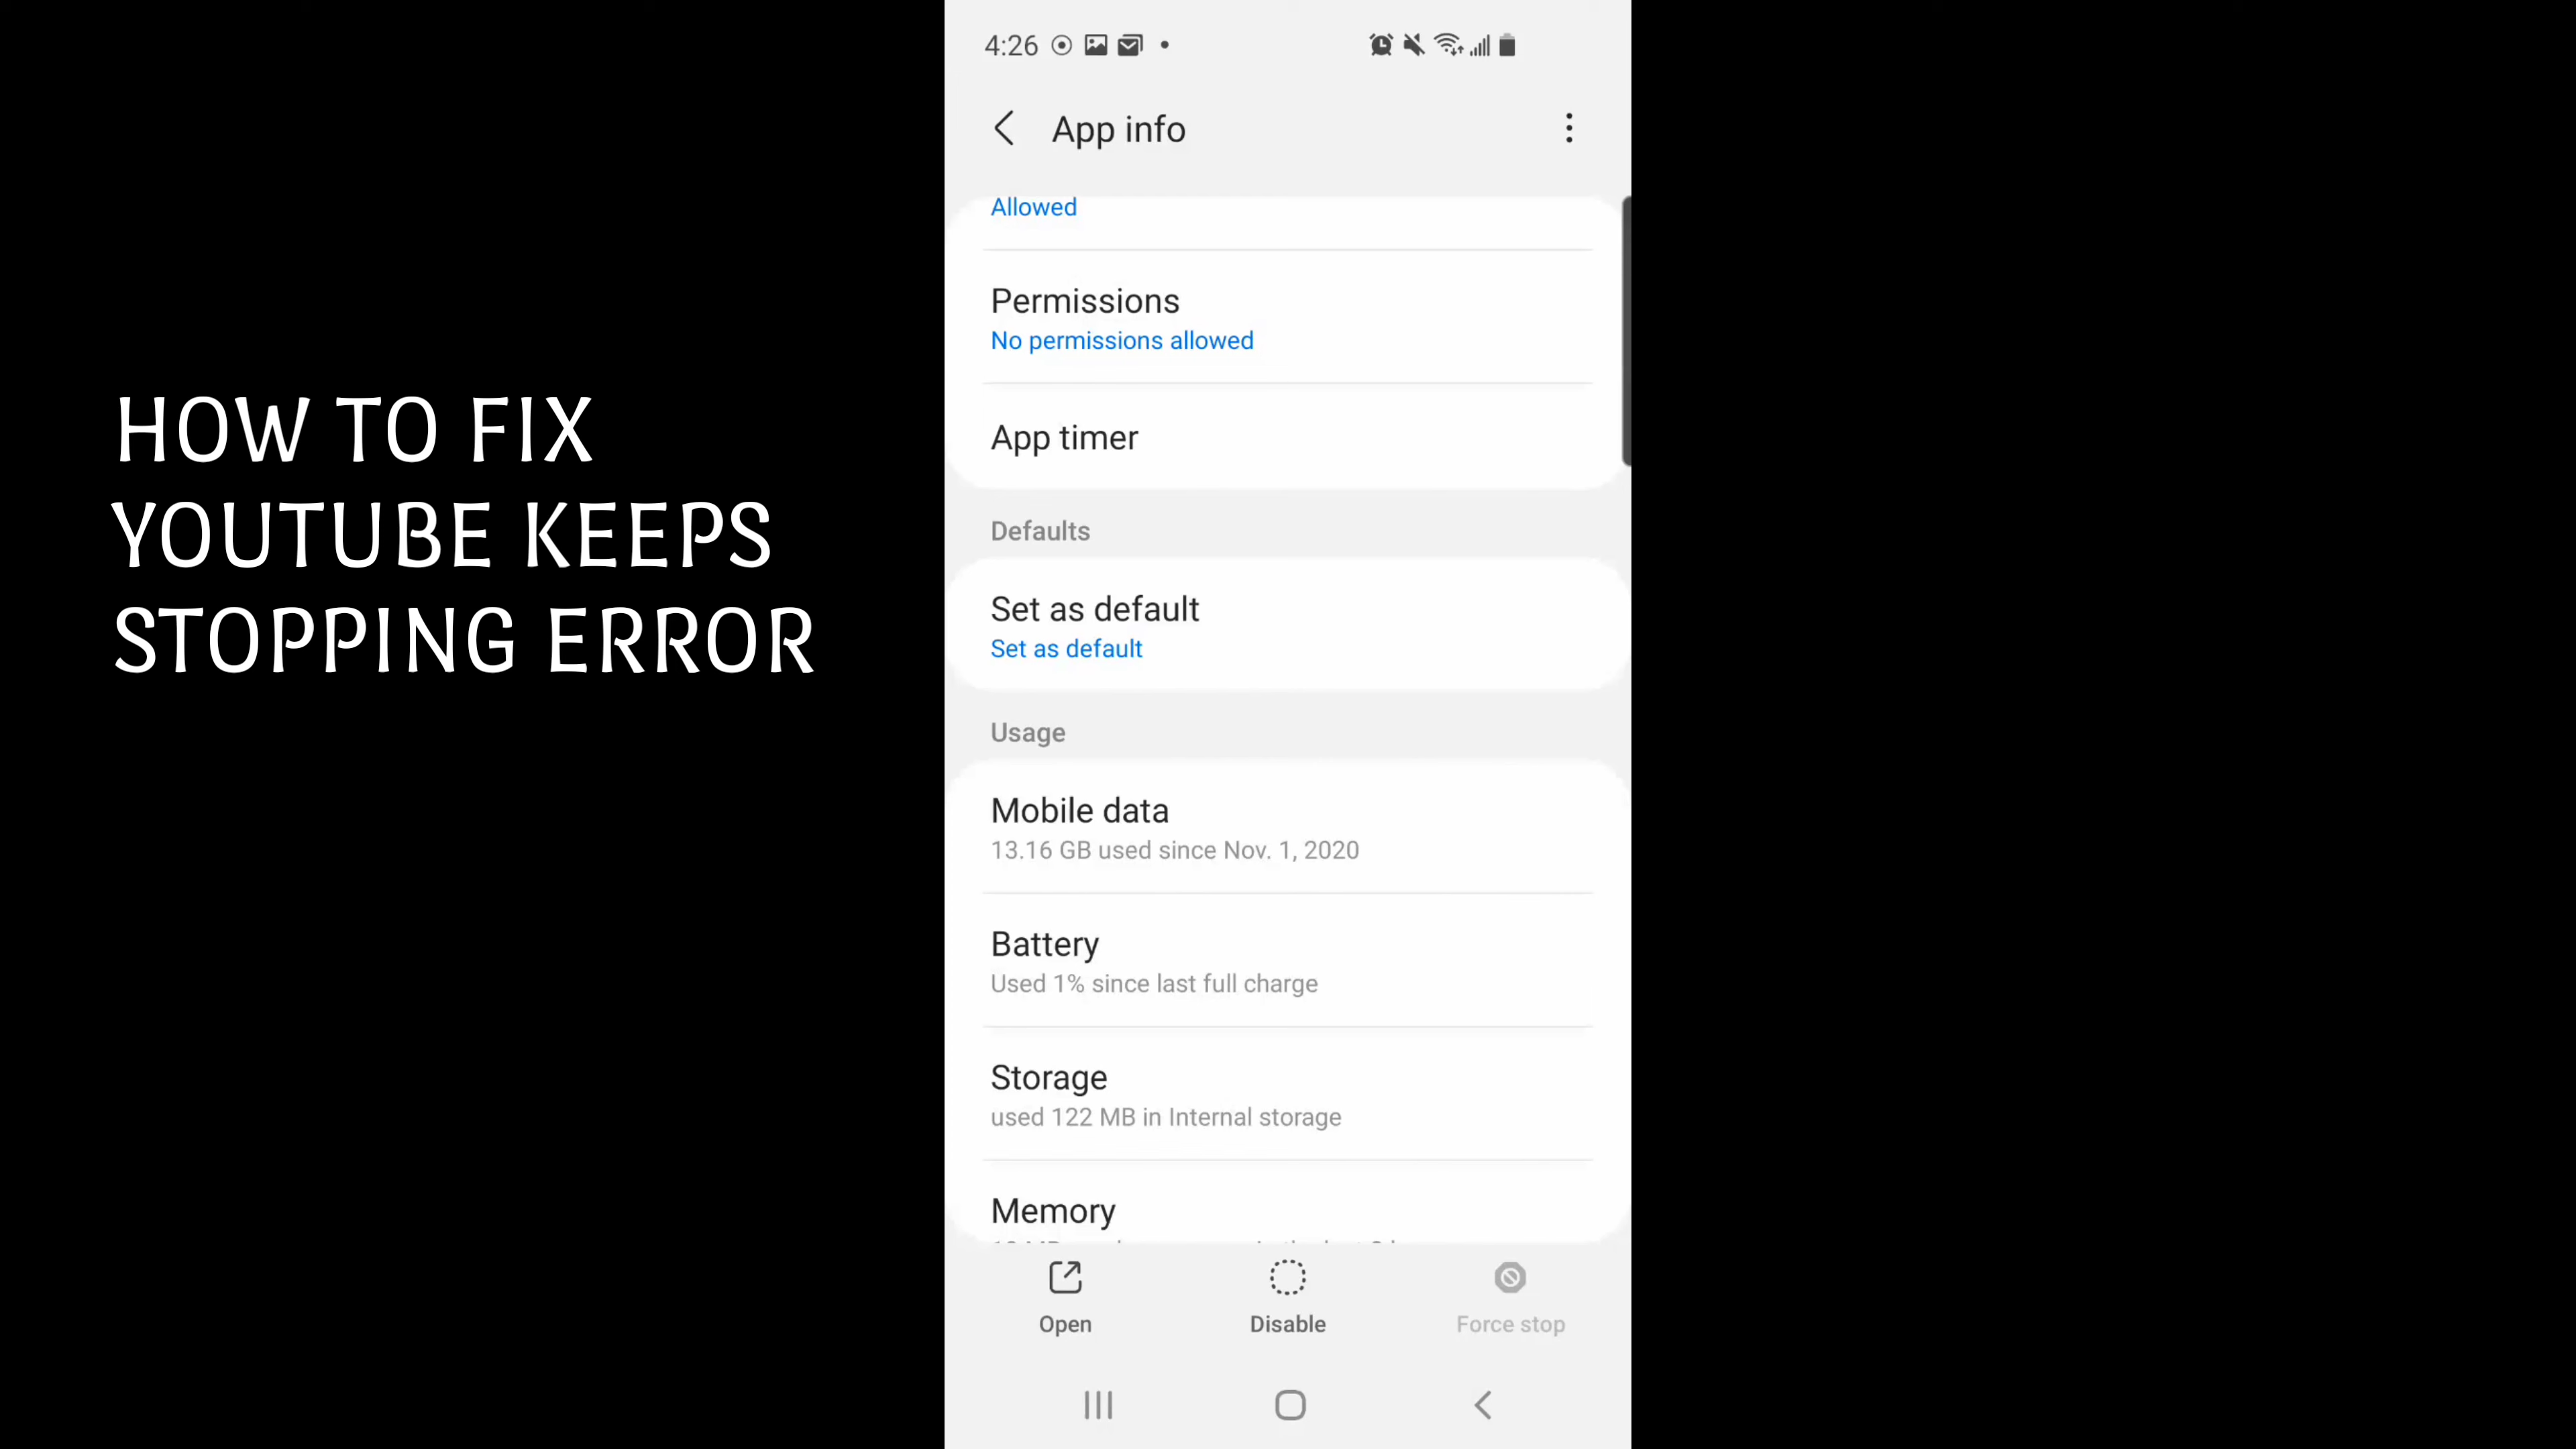 HOW TO FIX
YOUTUBE KEEPS
STOPPING ERROR
4:26
App info
Allowed
Permissions
No permissions allowed
App timer
Defaults
Set as default
Set as default
Usage
Mobile data
13.16 GB used since Nov. 1, 2020
Battery
Used 1% since last full charge
Storage
used 122 MB in Internal storage
Memory
Open
Disable
Force stop